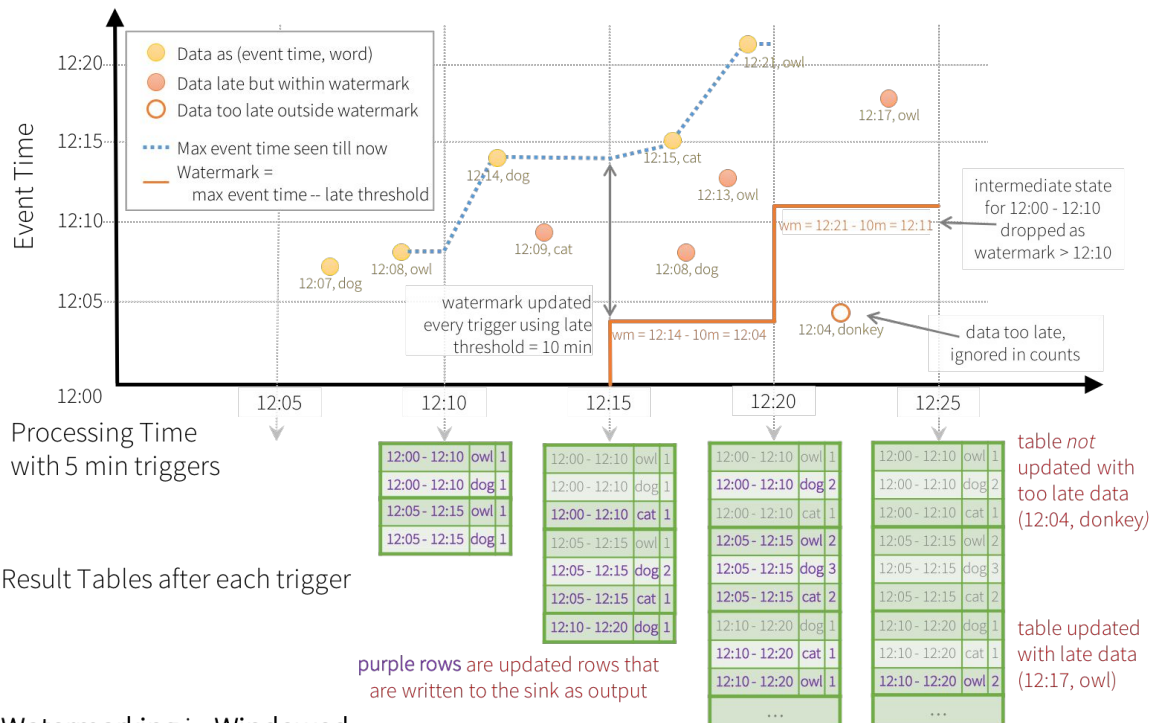 12:20
12:15
12:10
12:05
12:00
Event Time
Data as (event time, word)
Data late but within watermark
Data too late outside watermark
Max event time seen till now
Watermark =
max event time -- late threshold
12:07, dog
12:08, owl
12:14, dog
12:09, cat
12:15, cat
12:08, dog
12:13, owl
12:21, owl
12:17, owl
12:04, donkey
watermark updated
every trigger using late
threshold = 10 min
wm = 12:14 - 10m = 12:04
wm = 12:21 - 10m = 12:11
intermediate state
for 12:00 - 12:10
dropped as
watermark > 12:10
data too late,
ignored in counts
12:05
12:10
12:15
12:20
12:25
Processing Time
with 5 min triggers
12:00 - 12:10 owl 1
12:00 - 12:10 dog 1
12:05 - 12:15 owl 1
12:05 - 12:15 dog 1
12:00 - 12:10 owl 1
12:00 - 12:10 dog 1
12:00 - 12:10 cat 1
12:05 - 12:15 owl 1
12:05 - 12:15 dog 2
12:05 - 12:15 cat 1
12:10 - 12:20 dog 1
12:00 - 12:10 owl 1
12:00 - 12:10 dog 2
12:00 - 12:10 cat 1
12:05 - 12:15 owl 2
12:05 - 12:15 dog 3
12:05 - 12:15 cat 2
12:10 - 12:20 dog 1
12:10 - 12:20 cat 1
12:10 - 12:20 owl 1
...
12:00 - 12:10 owl 1
12:00 - 12:10 dog 2
12:00 - 12:10 cat 1
12:05 - 12:15 owl 2
12:05 - 12:15 dog 3
12:05 - 12:15 cat 2
12:10 - 12:20 dog 1
12:10 - 12:20 cat 1
12:10 - 12:20 owl 2
...
table not
updated with
too late data
(12:04, donkey)
table updated
with late data
(12:17, owl)
Result Tables after each trigger
purple rows are updated rows that
are written to the sink as output
Watermarking in Windowed